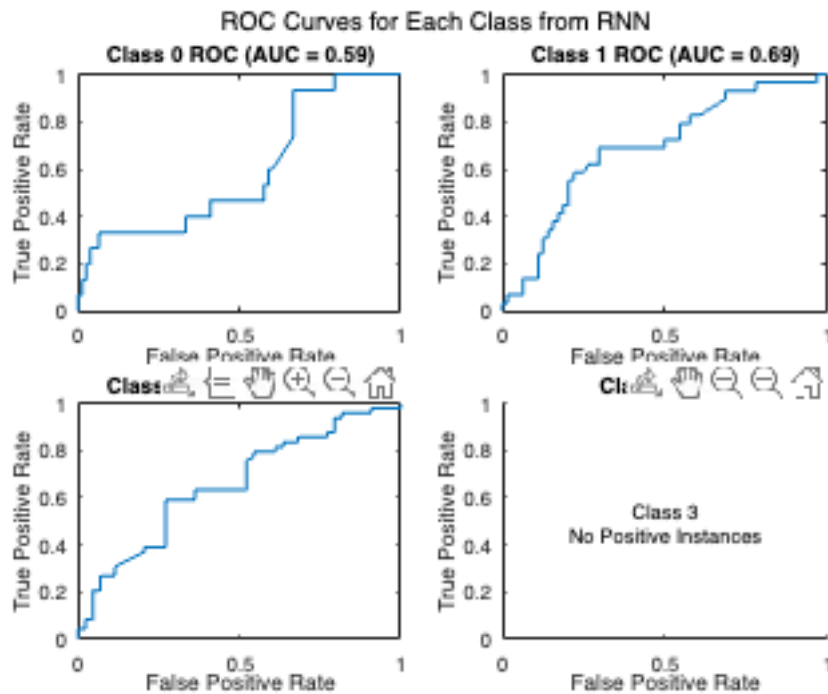 ROC Curves for Each Class from RNN
Class 0 ROC (AUC = 0.59)
1
0.8
0.6
0.4
0.2
0
True Positive Rate
0
0.5
1
False Positive Rate
Class 1 ROC (AUC = 0.69)
1
0.8
0.6
0.4
0.2
0
True Positive Rate
0
0.5
1
False Positive Rate
Class
1
0.8
0.6
0.4
0.2
0
True Positive Rate
0
0.5
1
False Positive Rate
1
0.8
0.6
0.4
0.2
0
True Positive Rate
Class 3
No Positive Instances
0
0.5
1
False Positive Rate